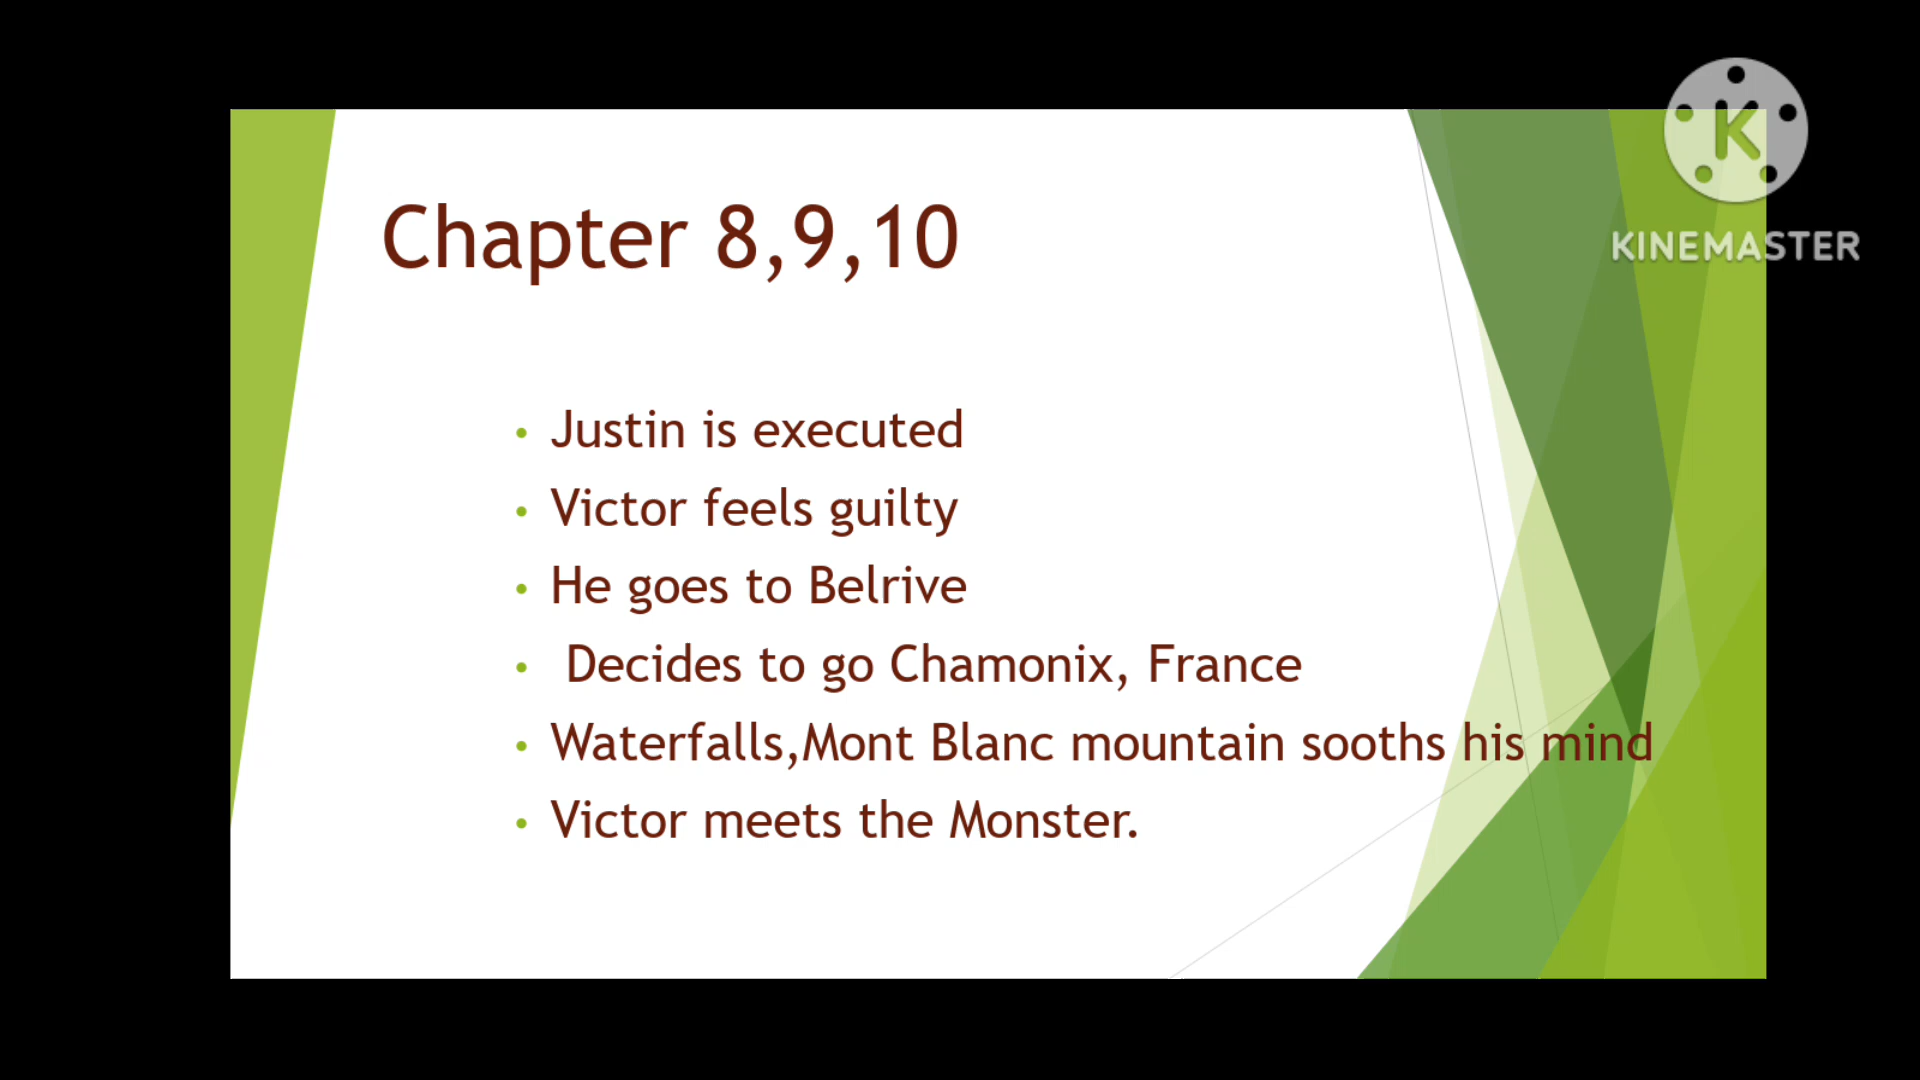 K
KINEMASTER
Chapter 8,9,10
• Justin is executed
• Victor feels guilty
• He goes to Belrive
• Decides to go Chamonix, France
• Waterfalls,Mont Blanc mountain sooths his mind
• Victor meets the Monster.